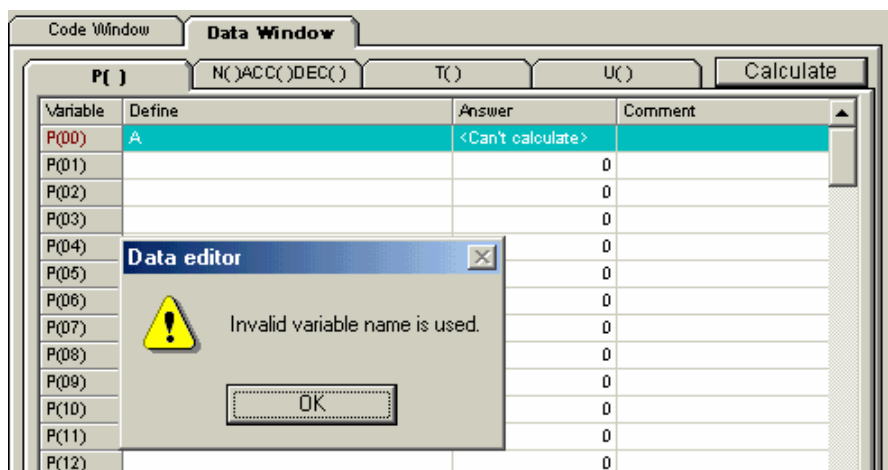 Code Window Data Window
P( ) N( )ACC( )DEC( ) T( ) U( ) Calculate
Variable Define Answer Comment
P(00) A <Can't calculate>
P(01) 0
P(02) 0
P(03) 0
P(04) 0
Data editor
P(05) 0
P(06) 0
Invalid variable name is used.
P(07) 0
P(08) 0
P(09) 0
OK
P(10) 0
P(11) 0
P(12) 0